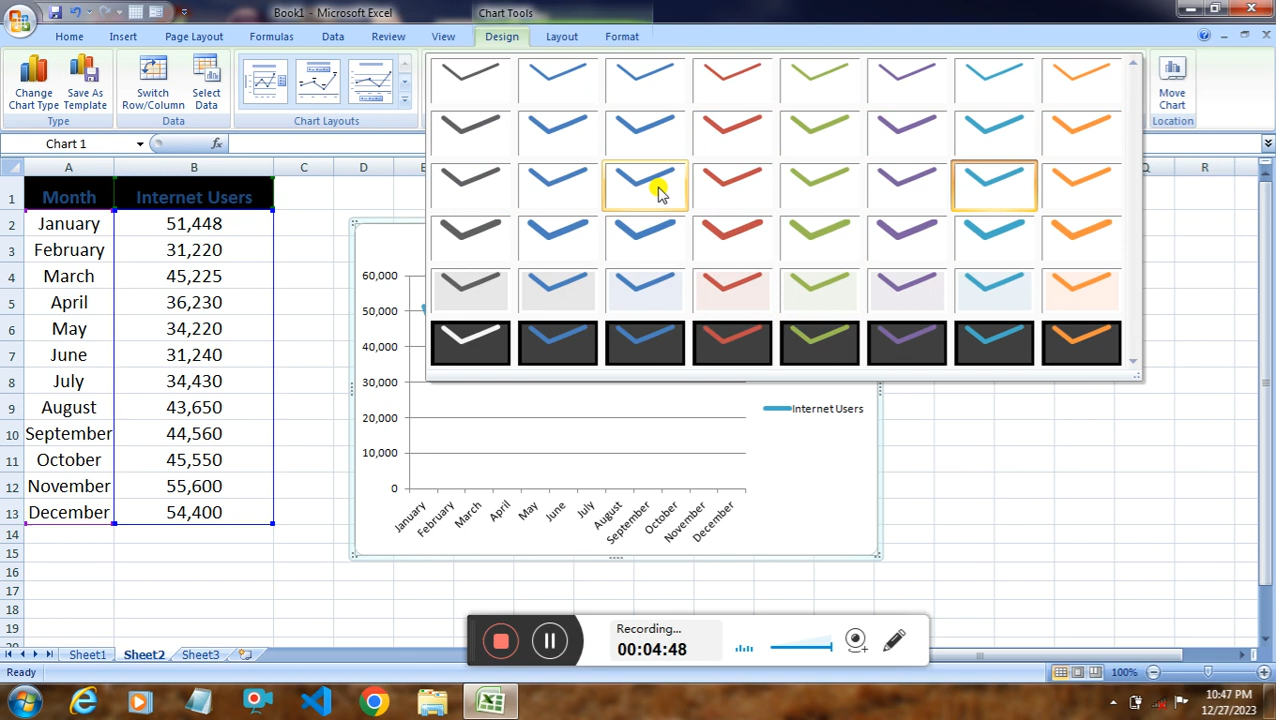 Book1 - Microsoft Excel
Chart Tools
Home
Insert
Page Layout
Formulas
Data
Review
View
Design
Layout
Format
Change Chart Type
Save As Template
Switch Row/Column
Select Data
Move Chart
Type
Data
Chart Layouts
Location
Chart 1
fx
A B C D E Q R
1 Month Internet Users
2 January 51,448
3 February 31,220
4 March 45,225
5 April 36,230
6 May 34,220
7 June 31,240
8 July 34,430
9 August 43,650
10 September 44,560
11 October 45,550
12 November 55,600
13 December 54,400
14
15
16
17
18
19
60,000
50,000
40,000
30,000
20,000
10,000
0
January
February
March
April
May
June
July
August
September
October
November
December
Internet Users
Recording...
00:04:48
Sheet1
Sheet2
Sheet3
Ready
100%
10:47 PM
12/27/2023